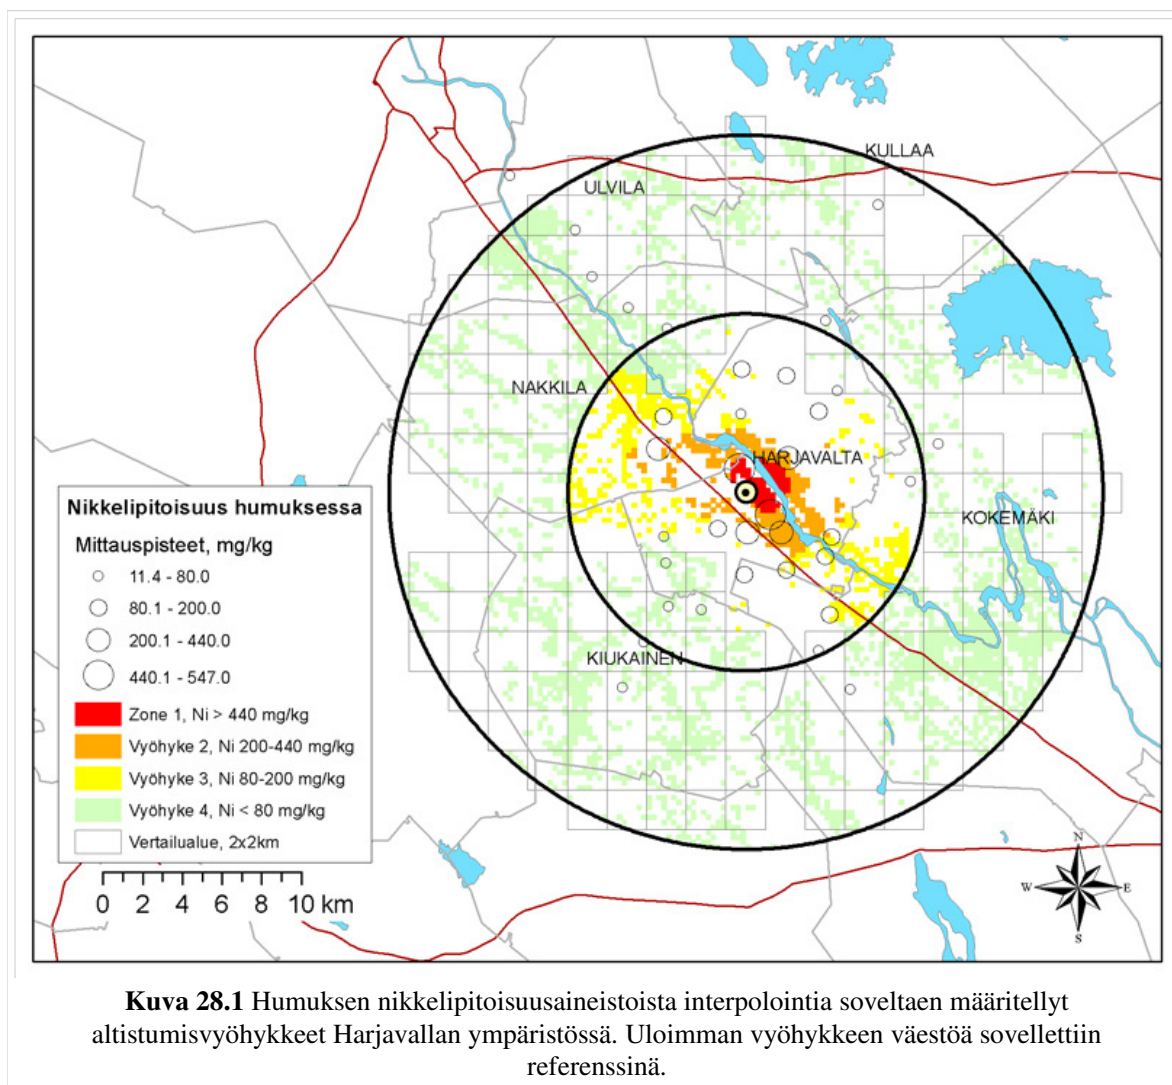 KULLAA
ULVILA
NAKKILA
HARJAVALTA
KOKEMÄKI
KIUKAINEN
Nikkelipitoisuus humuksessa
Mittauspisteet, mg/kg
11.4 - 80.0
80.1 - 200.0
200.1 - 440.0
440.1 - 547.0
Zone 1, Ni > 440 mg/kg
Vyöhyke 2, Ni 200-440 mg/kg
Vyöhyke 3, Ni 80-200 mg/kg
Vyöhyke 4, Ni < 80 mg/kg
Vertailualue, 2x2km
0 2 4 6 8 10 km
N
W E
S
Kuva 28.1 Humuksen nikkelipitoisuusaineistoista interpolointia soveltaen määritellyt
altistumisvyöhykkeet Harjavallan ympäristössä. Uloimman vyöhykkeen väestöä sovellettiin
referenssinä.